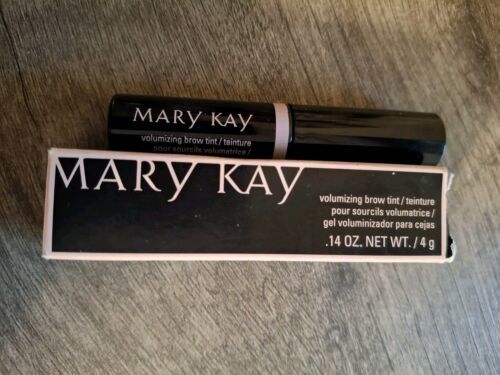 MARY KAY
volumizing brow tint / teinture
pour sourcils volumatrice /
MARY KAY
volumizing brow tint / teinture
pour sourcils volumatrice /
gel voluminizador para cejas
.14 OZ. NET WT. / 4 g